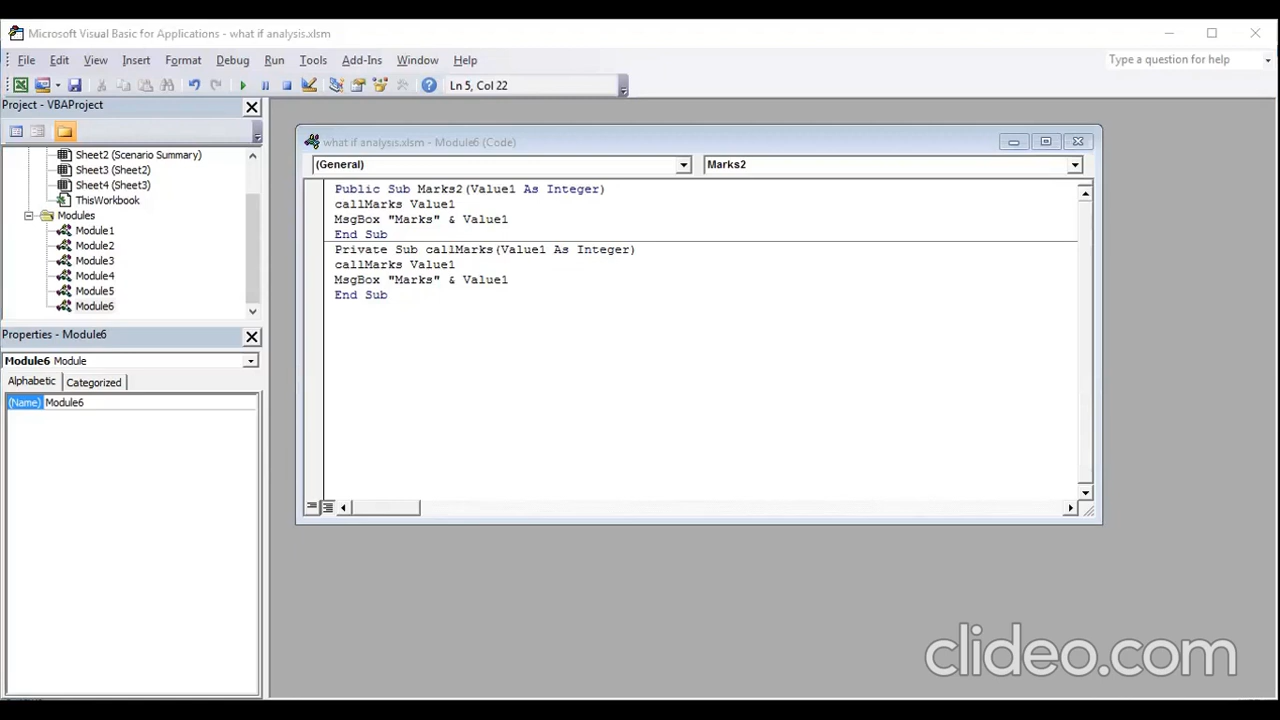 Microsoft Visual Basic for Applications - what if analysis.xlsm
File Edit View Insert Format Debug Run Tools Add-Ins Window Help
Type a question for help
Ln 5, Col 22
Project - VBAProject
Sheet2 (Scenario Summary)
Sheet3 (Sheet2)
Sheet4 (Sheet3)
ThisWorkbook
Modules
Module1
Module2
Module3
Module4
Module5
Module6
Properties - Module6
Module6 Module
Alphabetic Categorized
(Name) Module6
what if analysis.xlsm - Module6 (Code)
(General) Marks2
Public Sub Marks2(Value1 As Integer)
callMarks Value1
MsgBox "Marks" & Value1
End Sub
Private Sub callMarks(Value1 As Integer)
callMarks Value1
MsgBox "Marks" & Value1
End Sub
clideo.com